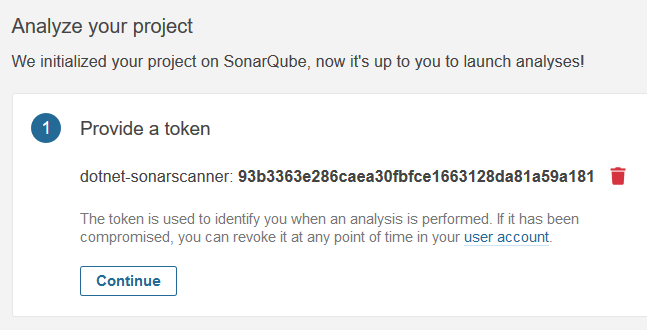 Analyze your project
We initialized your project on SonarQube, now it's up to you to launch analyses!
1 Provide a token
dotnet-sonarscanner: 93b3363e286caea30fbfce1663128da81a59a181
The token is used to identify you when an analysis is performed. If it has been
compromised, you can revoke it at any point of time in your user account.
Continue